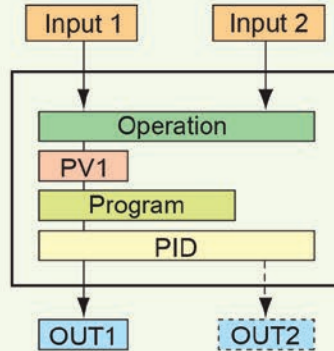 Input 1 Input 2
Operation
PV1
Program
PID
OUT1 OUT2